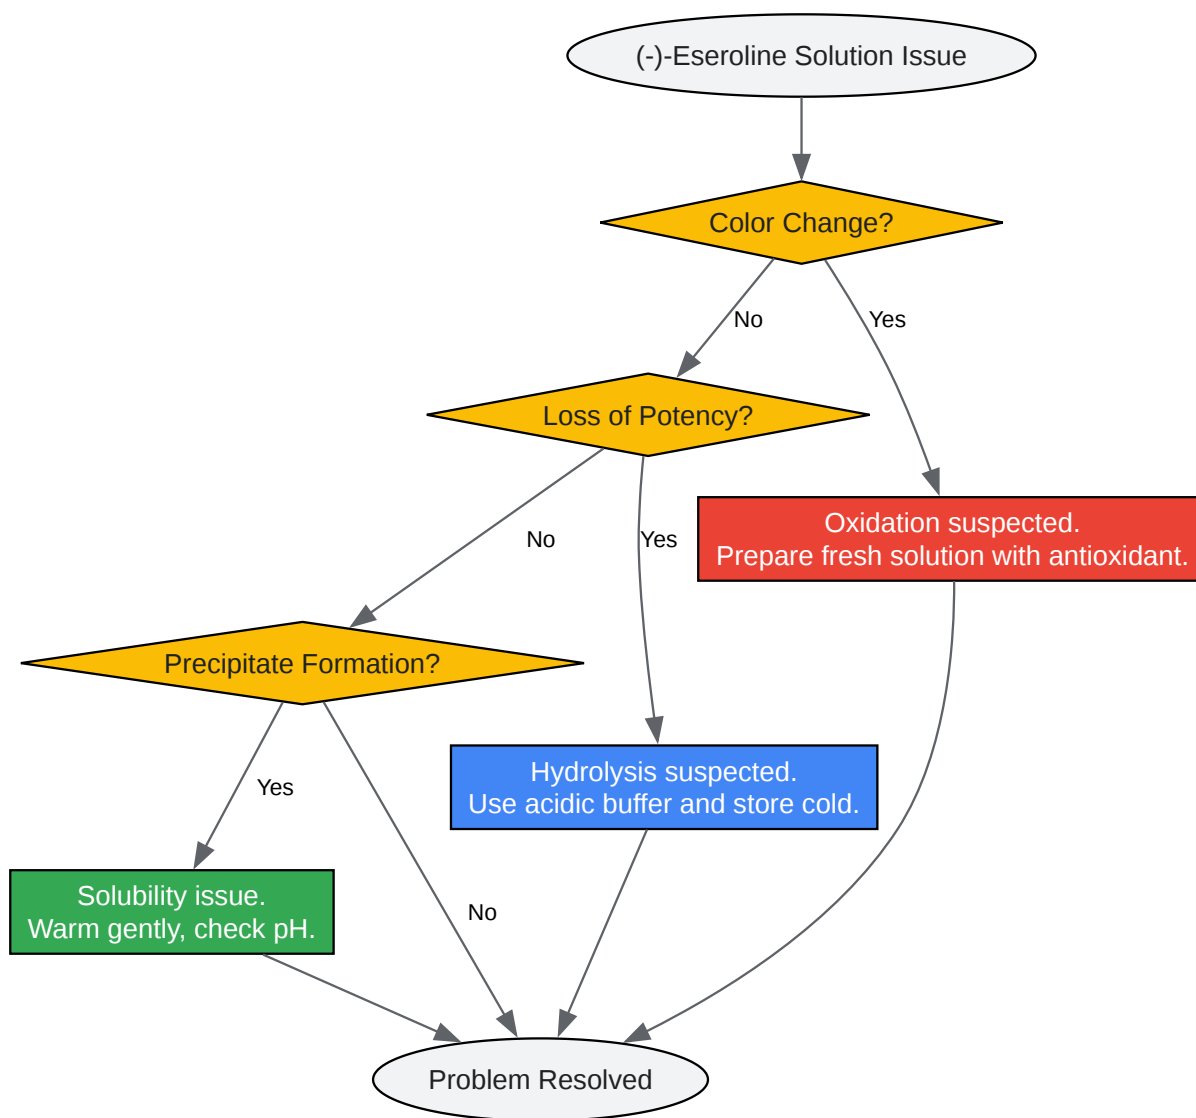 (-)-Eseroline Solution Issue
Color Change?
No
Yes
Loss of Potency?
No
Yes
Oxidation suspected.
Prepare fresh solution with antioxidant.
Precipitate Formation?
Yes
No
Hydrolysis suspected.
Use acidic buffer and store cold.
Solubility issue.
Warm gently, check pH.
Problem Resolved